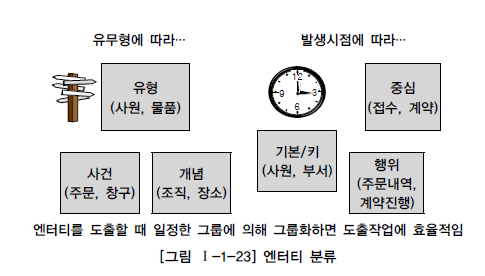 유무형에 따라…
발생시점에 따라…
유형
(사원, 물품)
사건
(주문, 창구)
개념
(조직, 장소)
12
3
6
9
중심
(접수, 계약)
기본/키
(사원, 부서)
행위
(주문내역,
계약진행)
엔터티를 도출할 때 일정한 그룹에 의해 그룹화하면 도출작업에 효율적임
[그림 Ⅰ-1-23] 엔터티 분류